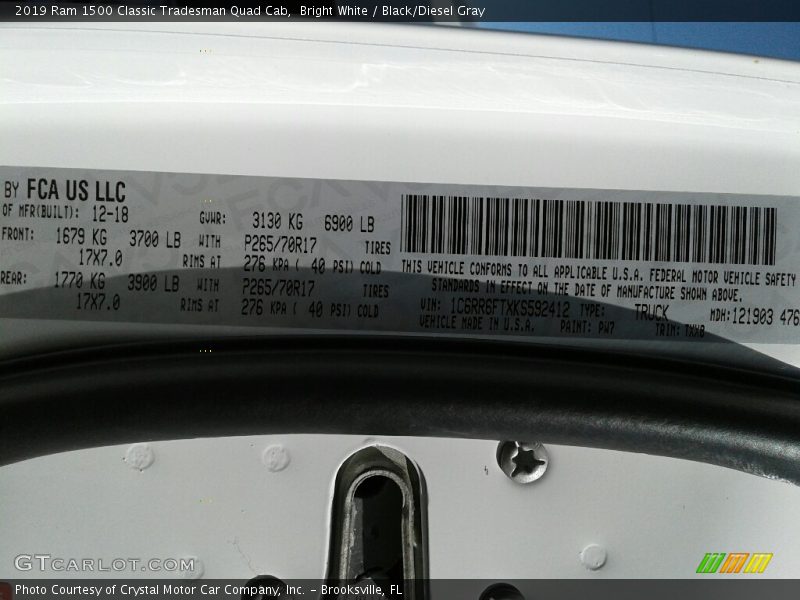 2019 Ram 1500 Classic Tradesman Quad Cab, Bright White / Black/Diesel Gray
BY FCA US LLC
OF MFR(BUILT): 12-18 GVWR: 3130 KG 6900 LB
FRONT: 1679 KG 3700 LB WITH P265/70R17 TIRES
17X7.0 RIMS AT 276 KPA ( 40 PSI) COLD
REAR: 1770 KG 3900 LB WITH P265/70R17 TIRES
17X7.0 RIMS AT 276 KPA ( 40 PSI) COLD
THIS VEHICLE CONFORMS TO ALL APPLICABLE U.S.A. FEDERAL MOTOR VEHICLE SAFETY
STANDARDS IN EFFECT ON THE DATE OF MANUFACTURE SHOWN ABOVE.
VIN: 1C6RR6FTXKS592412 TYPE: TRUCK MDH: 121903 476
VEHICLE MADE IN U.S.A. PAINT: PW7 TRIM:
GTCARLOT.COM
Photo Courtesy of Crystal Motor Car Company, Inc. - Brooksville, FL